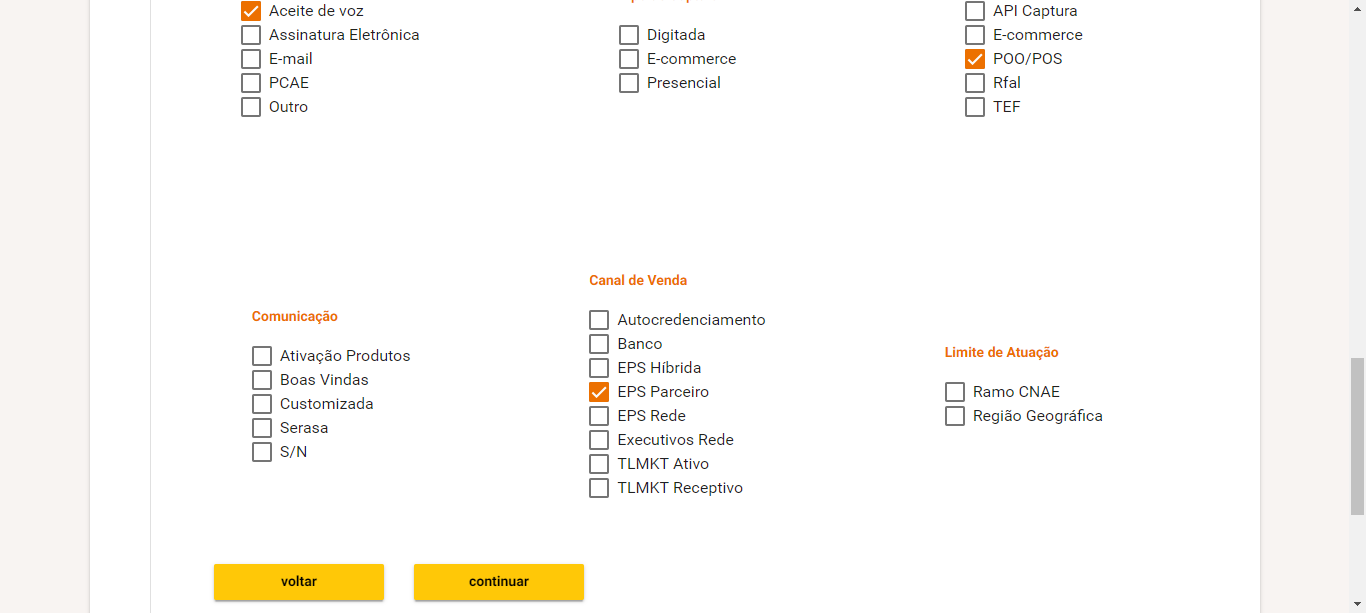 Aceite de voz
Assinatura Eletrônica
E-mail
PCAE
Outro
Digitada
E-commerce
Presencial
API Captura
E-commerce
POO/POS
Rfal
TEF
Comunicação
Ativação Produtos
Boas Vindas
Customizada
Serasa
S/N
Canal de Venda
Autocredenciamento
Banco
EPS Híbrida
EPS Parceiro
EPS Rede
Executivos Rede
TLMKT Ativo
TLMKT Receptivo
Limite de Atuação
Ramo CNAE
Região Geográfica
voltar
continuar